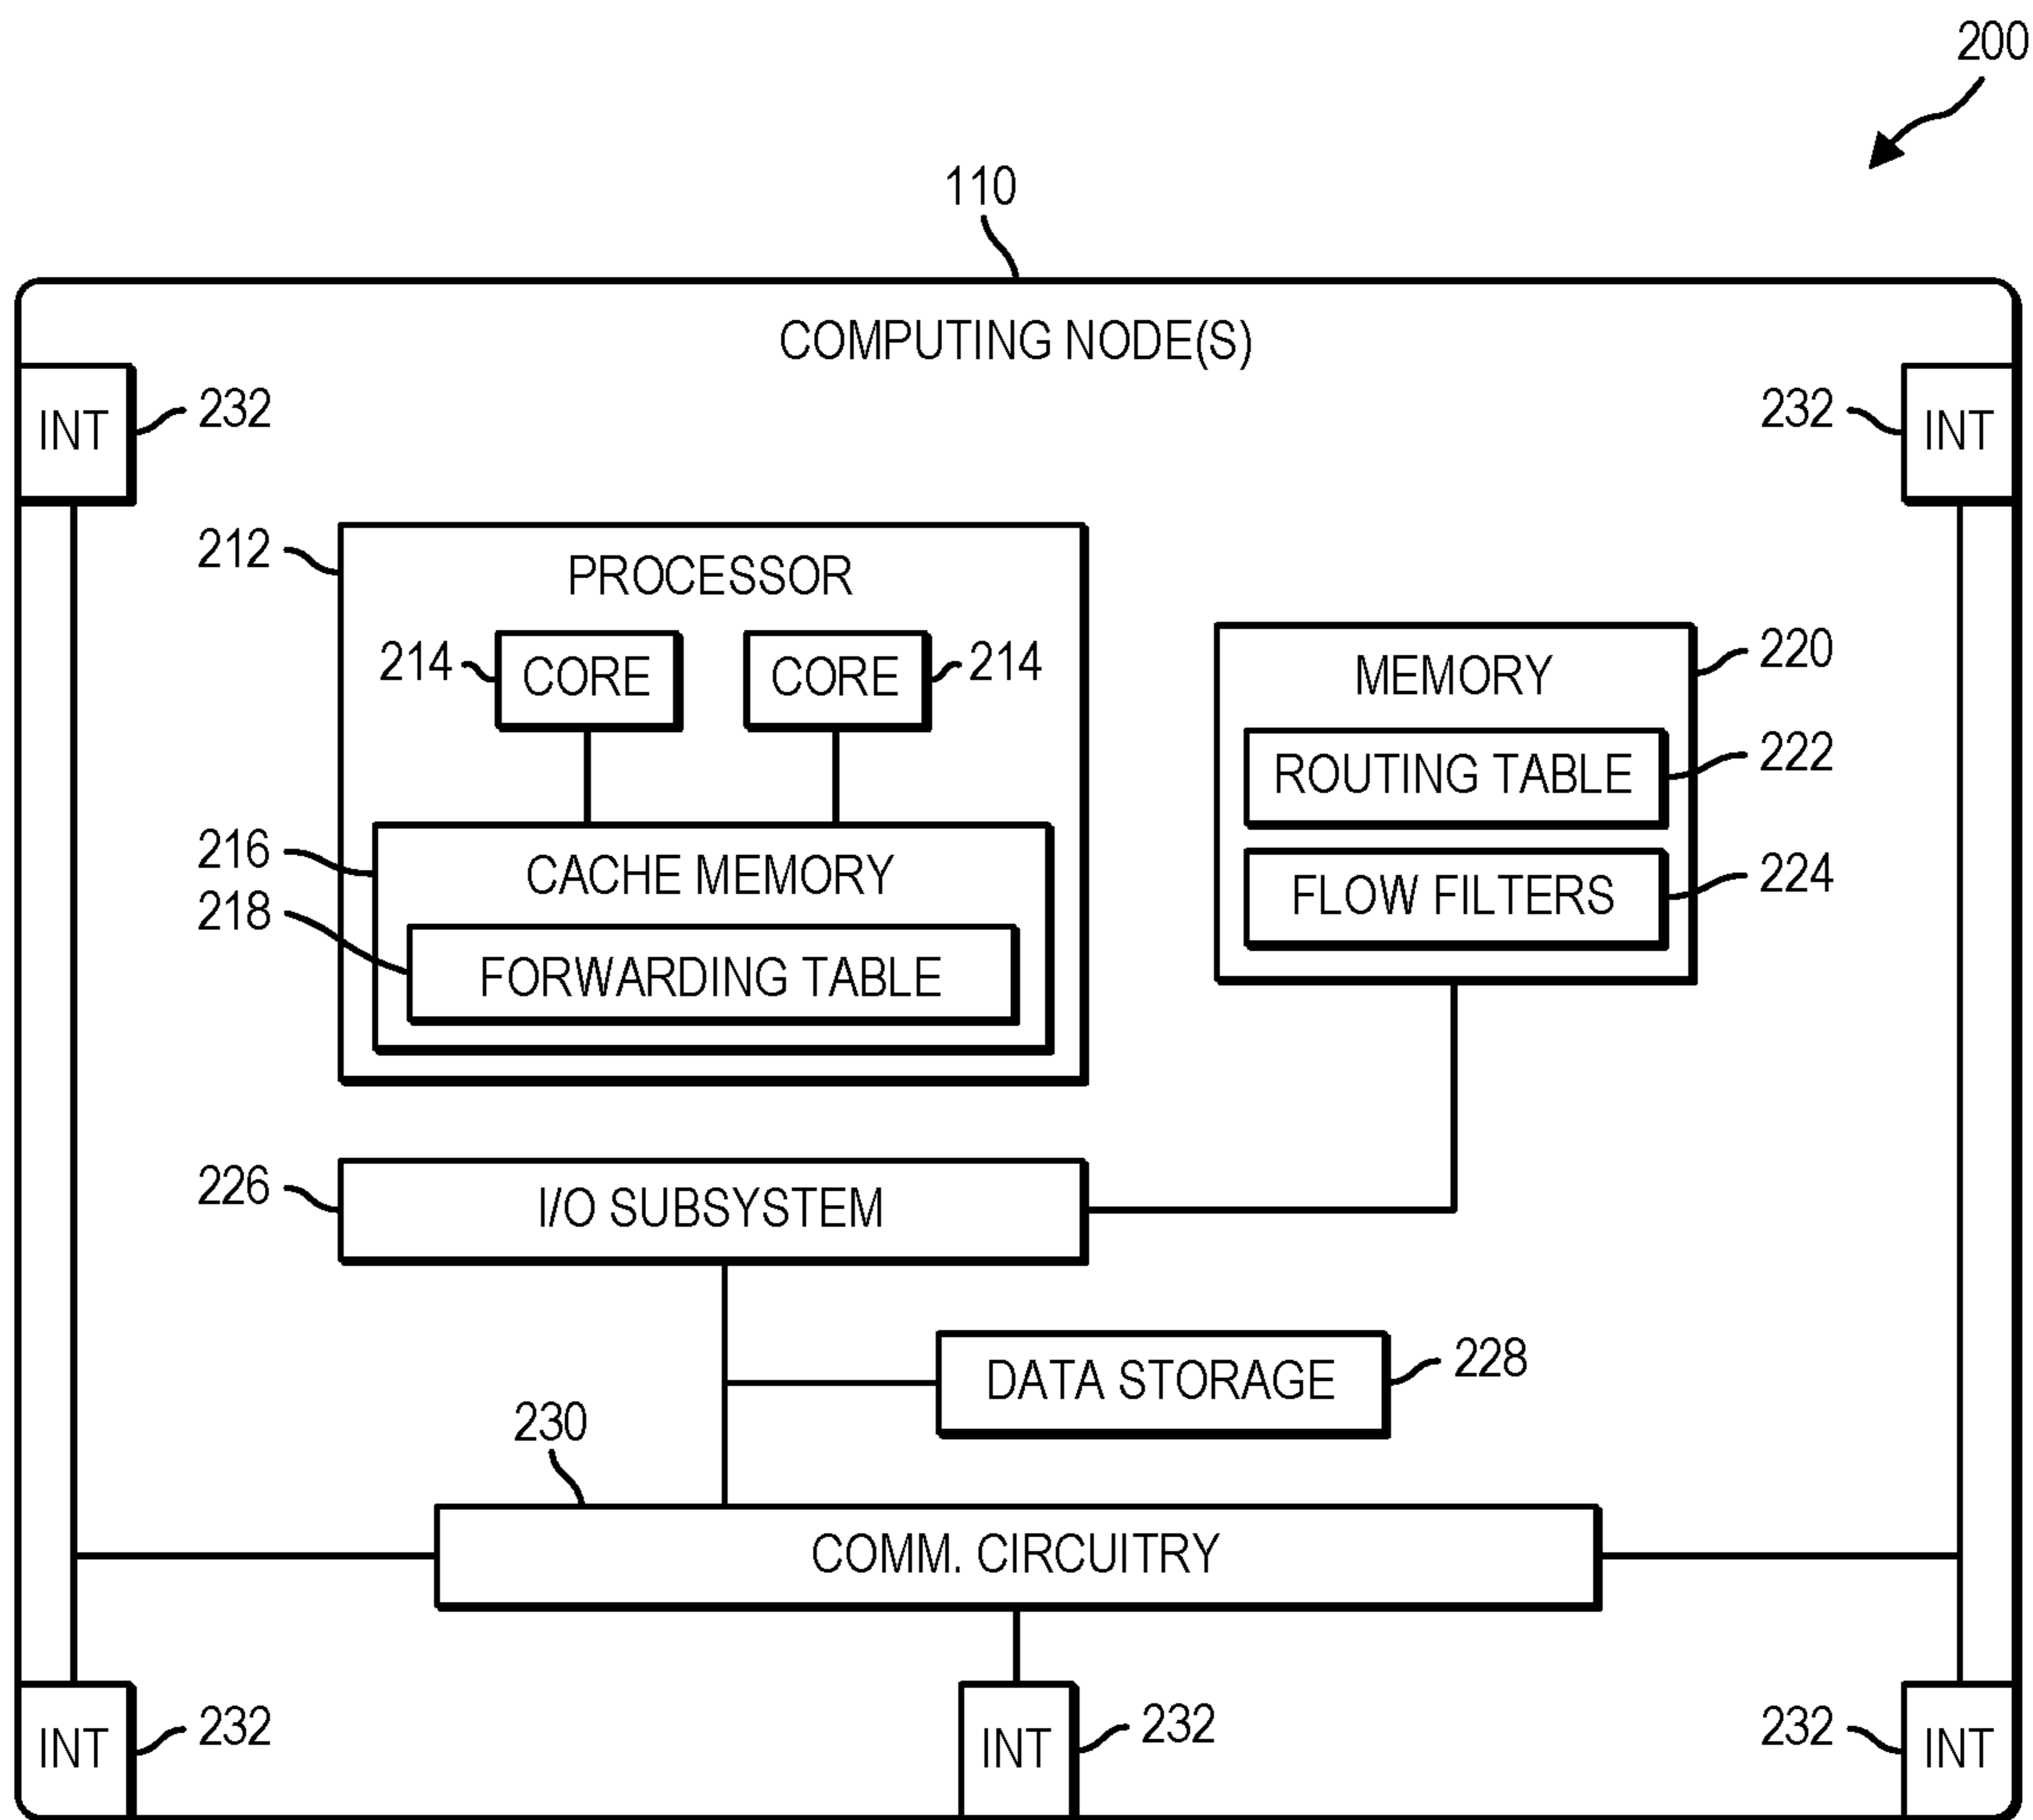 200
110
COMPUTING NODE(S)
INT
232
232
INT
212
PROCESSOR
214
CORE
CORE
214
MEMORY
220
ROUTING TABLE
222
216
CACHE MEMORY
FLOW FILTERS
224
218
FORWARDING TABLE
226
I/O SUBSYSTEM
DATA STORAGE
228
230
COMM. CIRCUITRY
INT
232
INT
232
232
INT